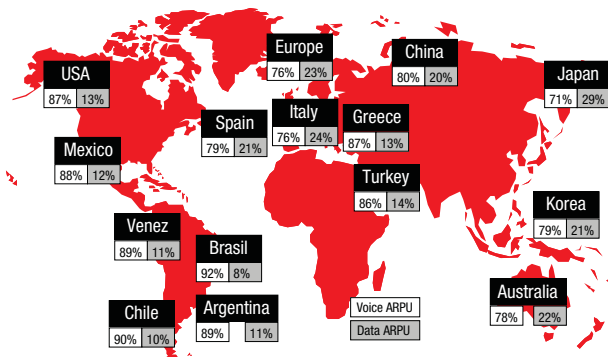 Europe
76% 23%
China
80% 20%
USA
87% 13%
Japan
71% 29%
Spain
79% 21%
Italy
76% 24%
Greece
87% 13%
Mexico
88% 12%
Turkey
86% 14%
Korea
79% 21%
Venez
89% 11%
Brasil
92% 8%
Australia
78% 22%
Chile
90% 10%
Argentina
89% 11%
Voice ARPU
Data ARPU